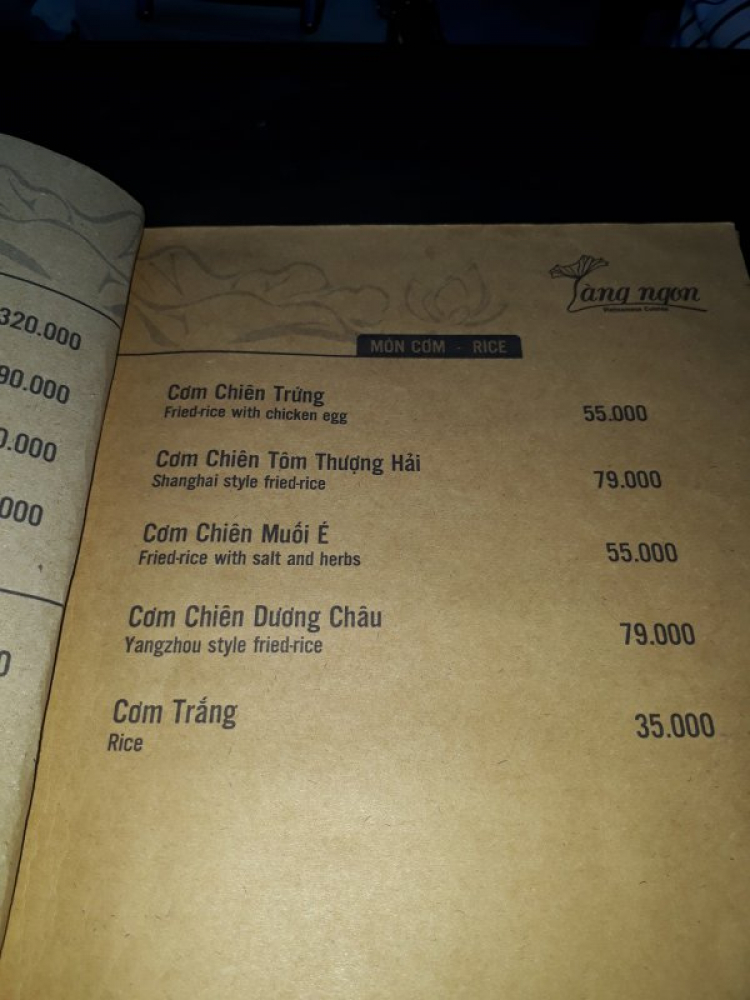 320.000
90.000
0.000
000
0
àng ngon
MÓN CƠM - RICE
Cơm Chiên Trứng
Fried-rice with chicken egg
55.000
Cơm Chiên Tôm Thượng Hải
Shanghai style fried-rice
79.000
Cơm Chiên Muối É
Fried-rice with salt and herbs
55.000
Cơm Chiên Dương Châu
Yangzhou style fried-rice
79.000
Cơm Trắng
Rice
35.000